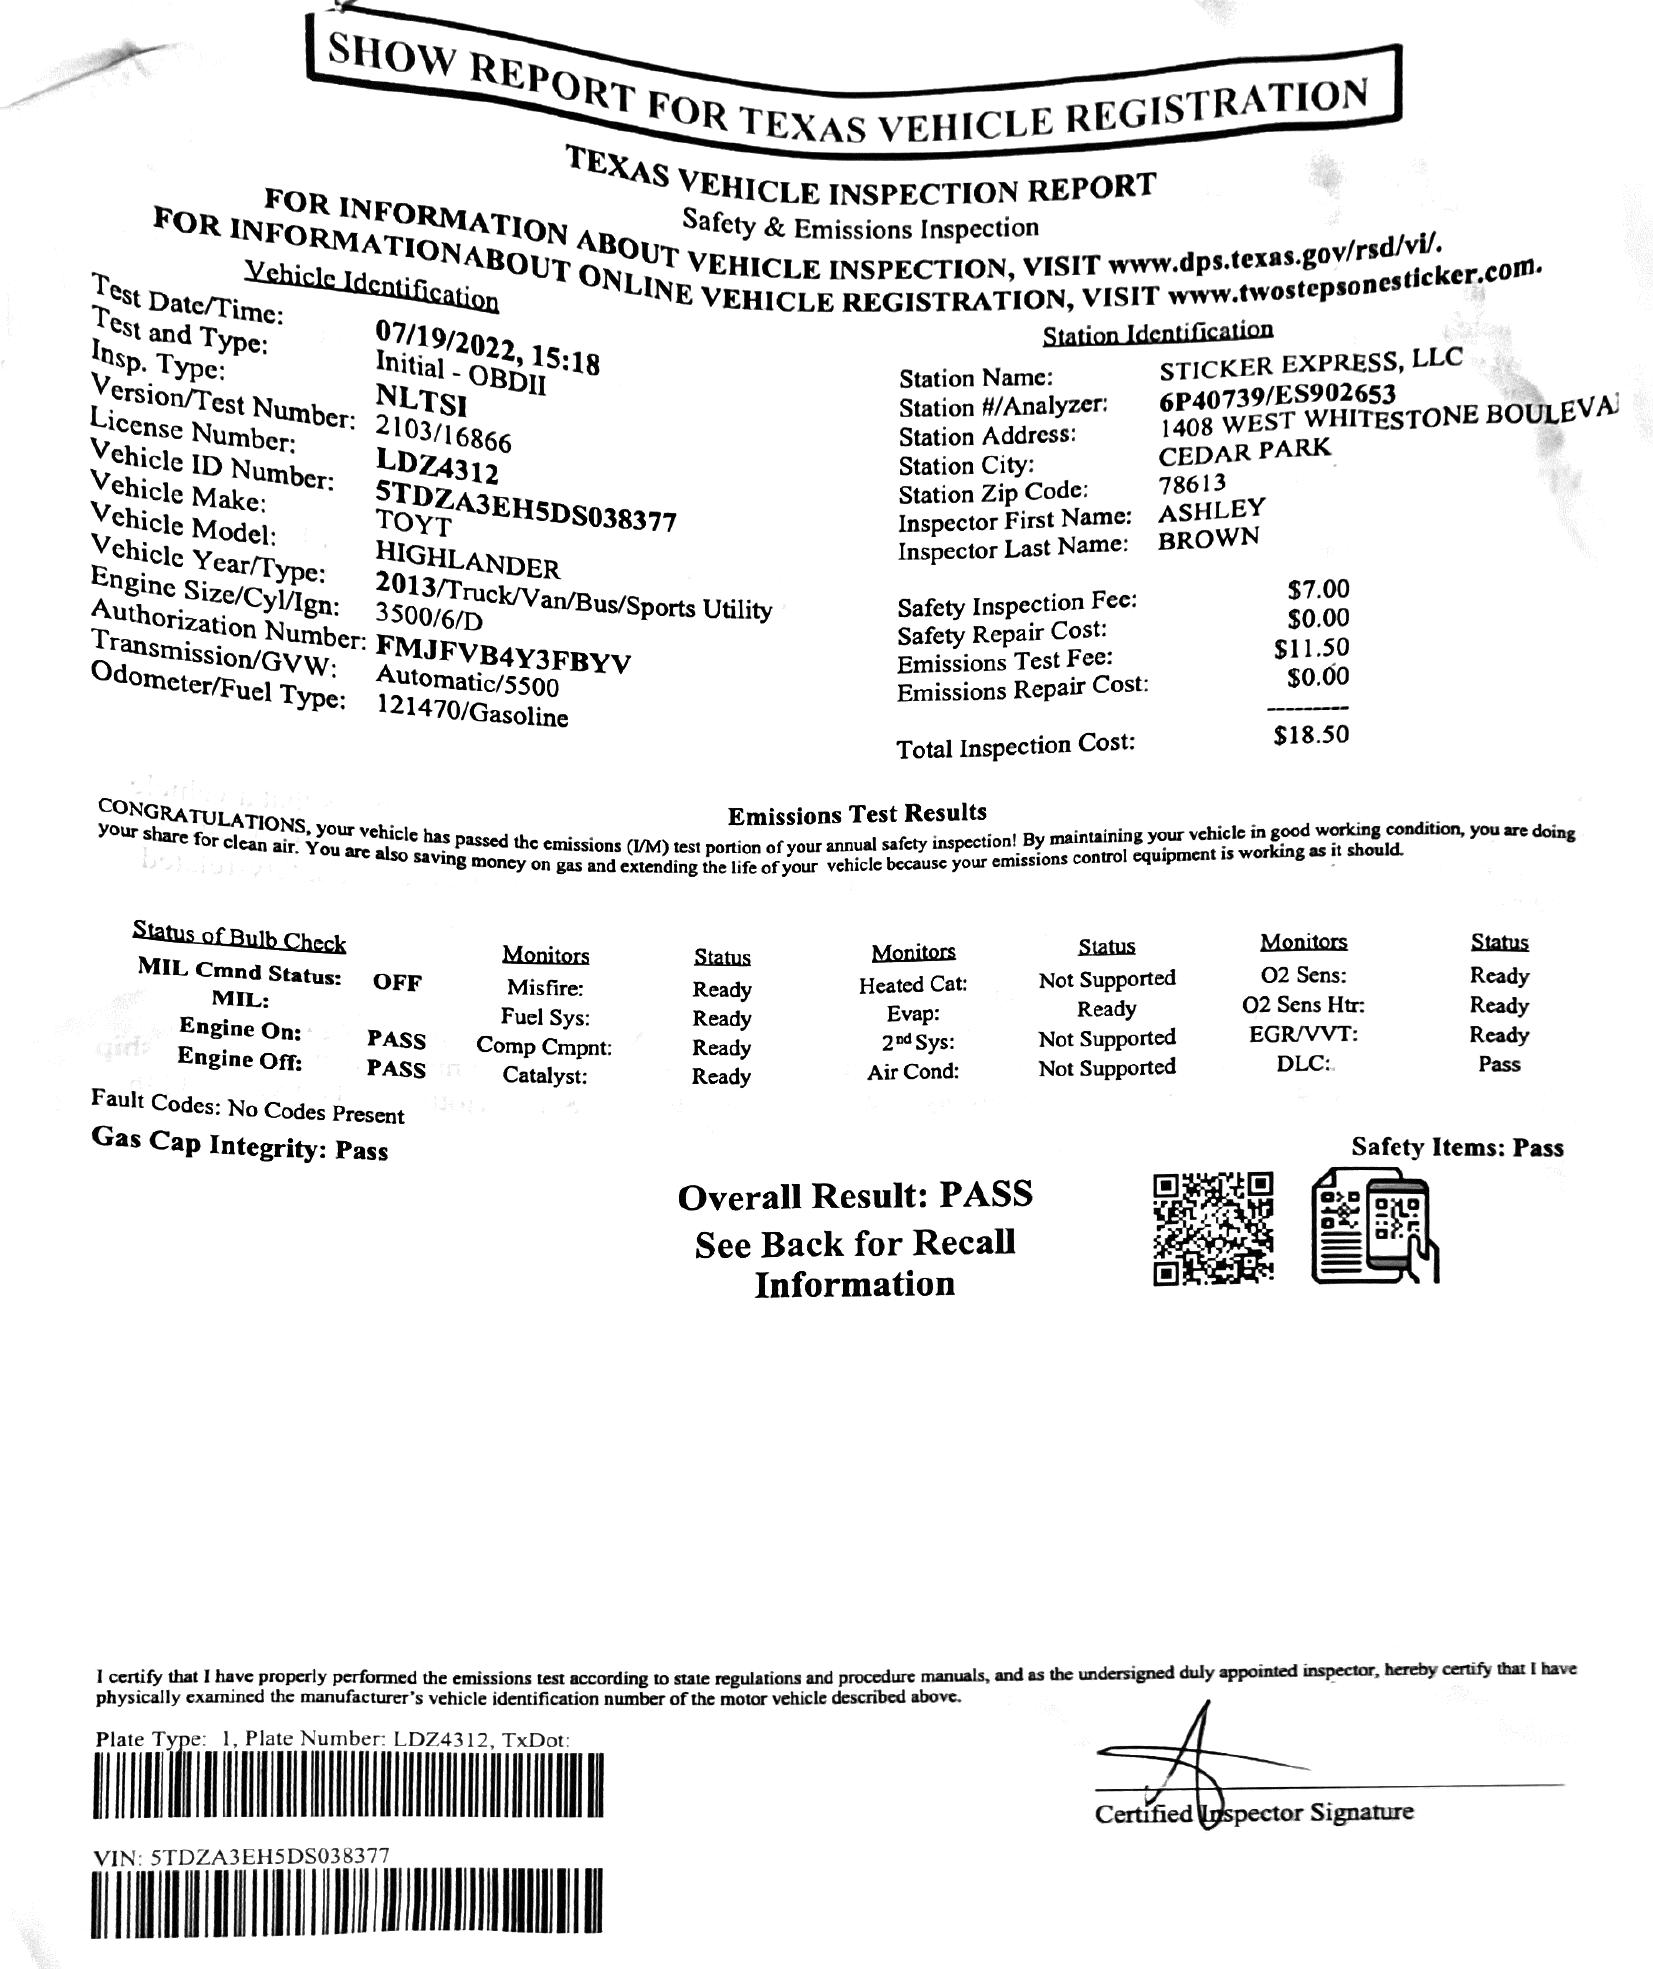 SHOW REPORT FOR TEXAS VEHICLE REGISTRATION
TEXAS VEHICLE INSPECTION REPORT
Safety & Emissions Inspection
FOR INFORMATION ABOUT VEHICLE INSPECTION, VISIT www.dps.texas.gov/rsd/vi/.
FOR INFORMATIONABOUT ONLINE VEHICLE REGISTRATION, VISIT www.twostepsonesticker.com.
Vehicle Identification
Test Date/Time: 07/19/2022, 15:18
Test and Type: Initial - OBDII
Insp. Type: NLTSI
Version/Test Number: 2103/16866
License Number: LDZ4312
Vehicle ID Number: 5TDZA3EH5DS038377
Vehicle Make: TOYT
Vehicle Model: HIGHLANDER
Vehicle Year/Type: 2013/Truck/Van/Bus/Sports Utility
Engine Size/Cyl/Ign: 3500/6/D
Authorization Number: FMJFVB4Y3FBYV
Transmission/GVW: Automatic/5500
Odometer/Fuel Type: 121470/Gasoline
Station Identification
Station Name: STICKER EXPRESS, LLC
Station #/Analyzer: 6P40739/ES902653
Station Address: 1408 WEST WHITESTONE BOULEVA
Station City: CEDAR PARK
Station Zip Code: 78613
Inspector First Name: ASHLEY
Inspector Last Name: BROWN
Safety Inspection Fee: $7.00
Safety Repair Cost: $0.00
Emissions Test Fee: $11.50
Emissions Repair Cost: $0.00
---------
Total Inspection Cost: $18.50
Emissions Test Results
CONGRATULATIONS, your vehicle has passed the emissions (I/M) test portion of your annual safety inspection! By maintaining your vehicle in good working condition, you are doing
your share for clean air. You are also saving money on gas and extending the life of your vehicle because your emissions control equipment is working as it should.
Status of Bulb Check
MIL Cmnd Status: OFF
MIL:
Engine On: PASS
Engine Off: PASS
Monitors Status
Misfire: Ready
Fuel Sys: Ready
Comp Cmpnt: Ready
Catalyst: Ready
Monitors Status
Heated Cat: Not Supported
Evap: Ready
2nd Sys: Not Supported
Air Cond: Not Supported
Monitors Status
O2 Sens: Ready
O2 Sens Htr: Ready
EGR/VVT: Ready
DLC: Pass
Fault Codes: No Codes Present
Gas Cap Integrity: Pass
Safety Items: Pass
Overall Result: PASS
See Back for Recall
Information
I certify that I have properly performed the emissions test according to state regulations and procedure manuals, and as the undersigned duly appointed inspector, hereby certify that I have
physically examined the manufacturer's vehicle identification number of the motor vehicle described above.
Plate Type: 1, Plate Number: LDZ4312, TxDot:
Certified Inspector Signature
VIN: 5TDZA3EH5DS038377